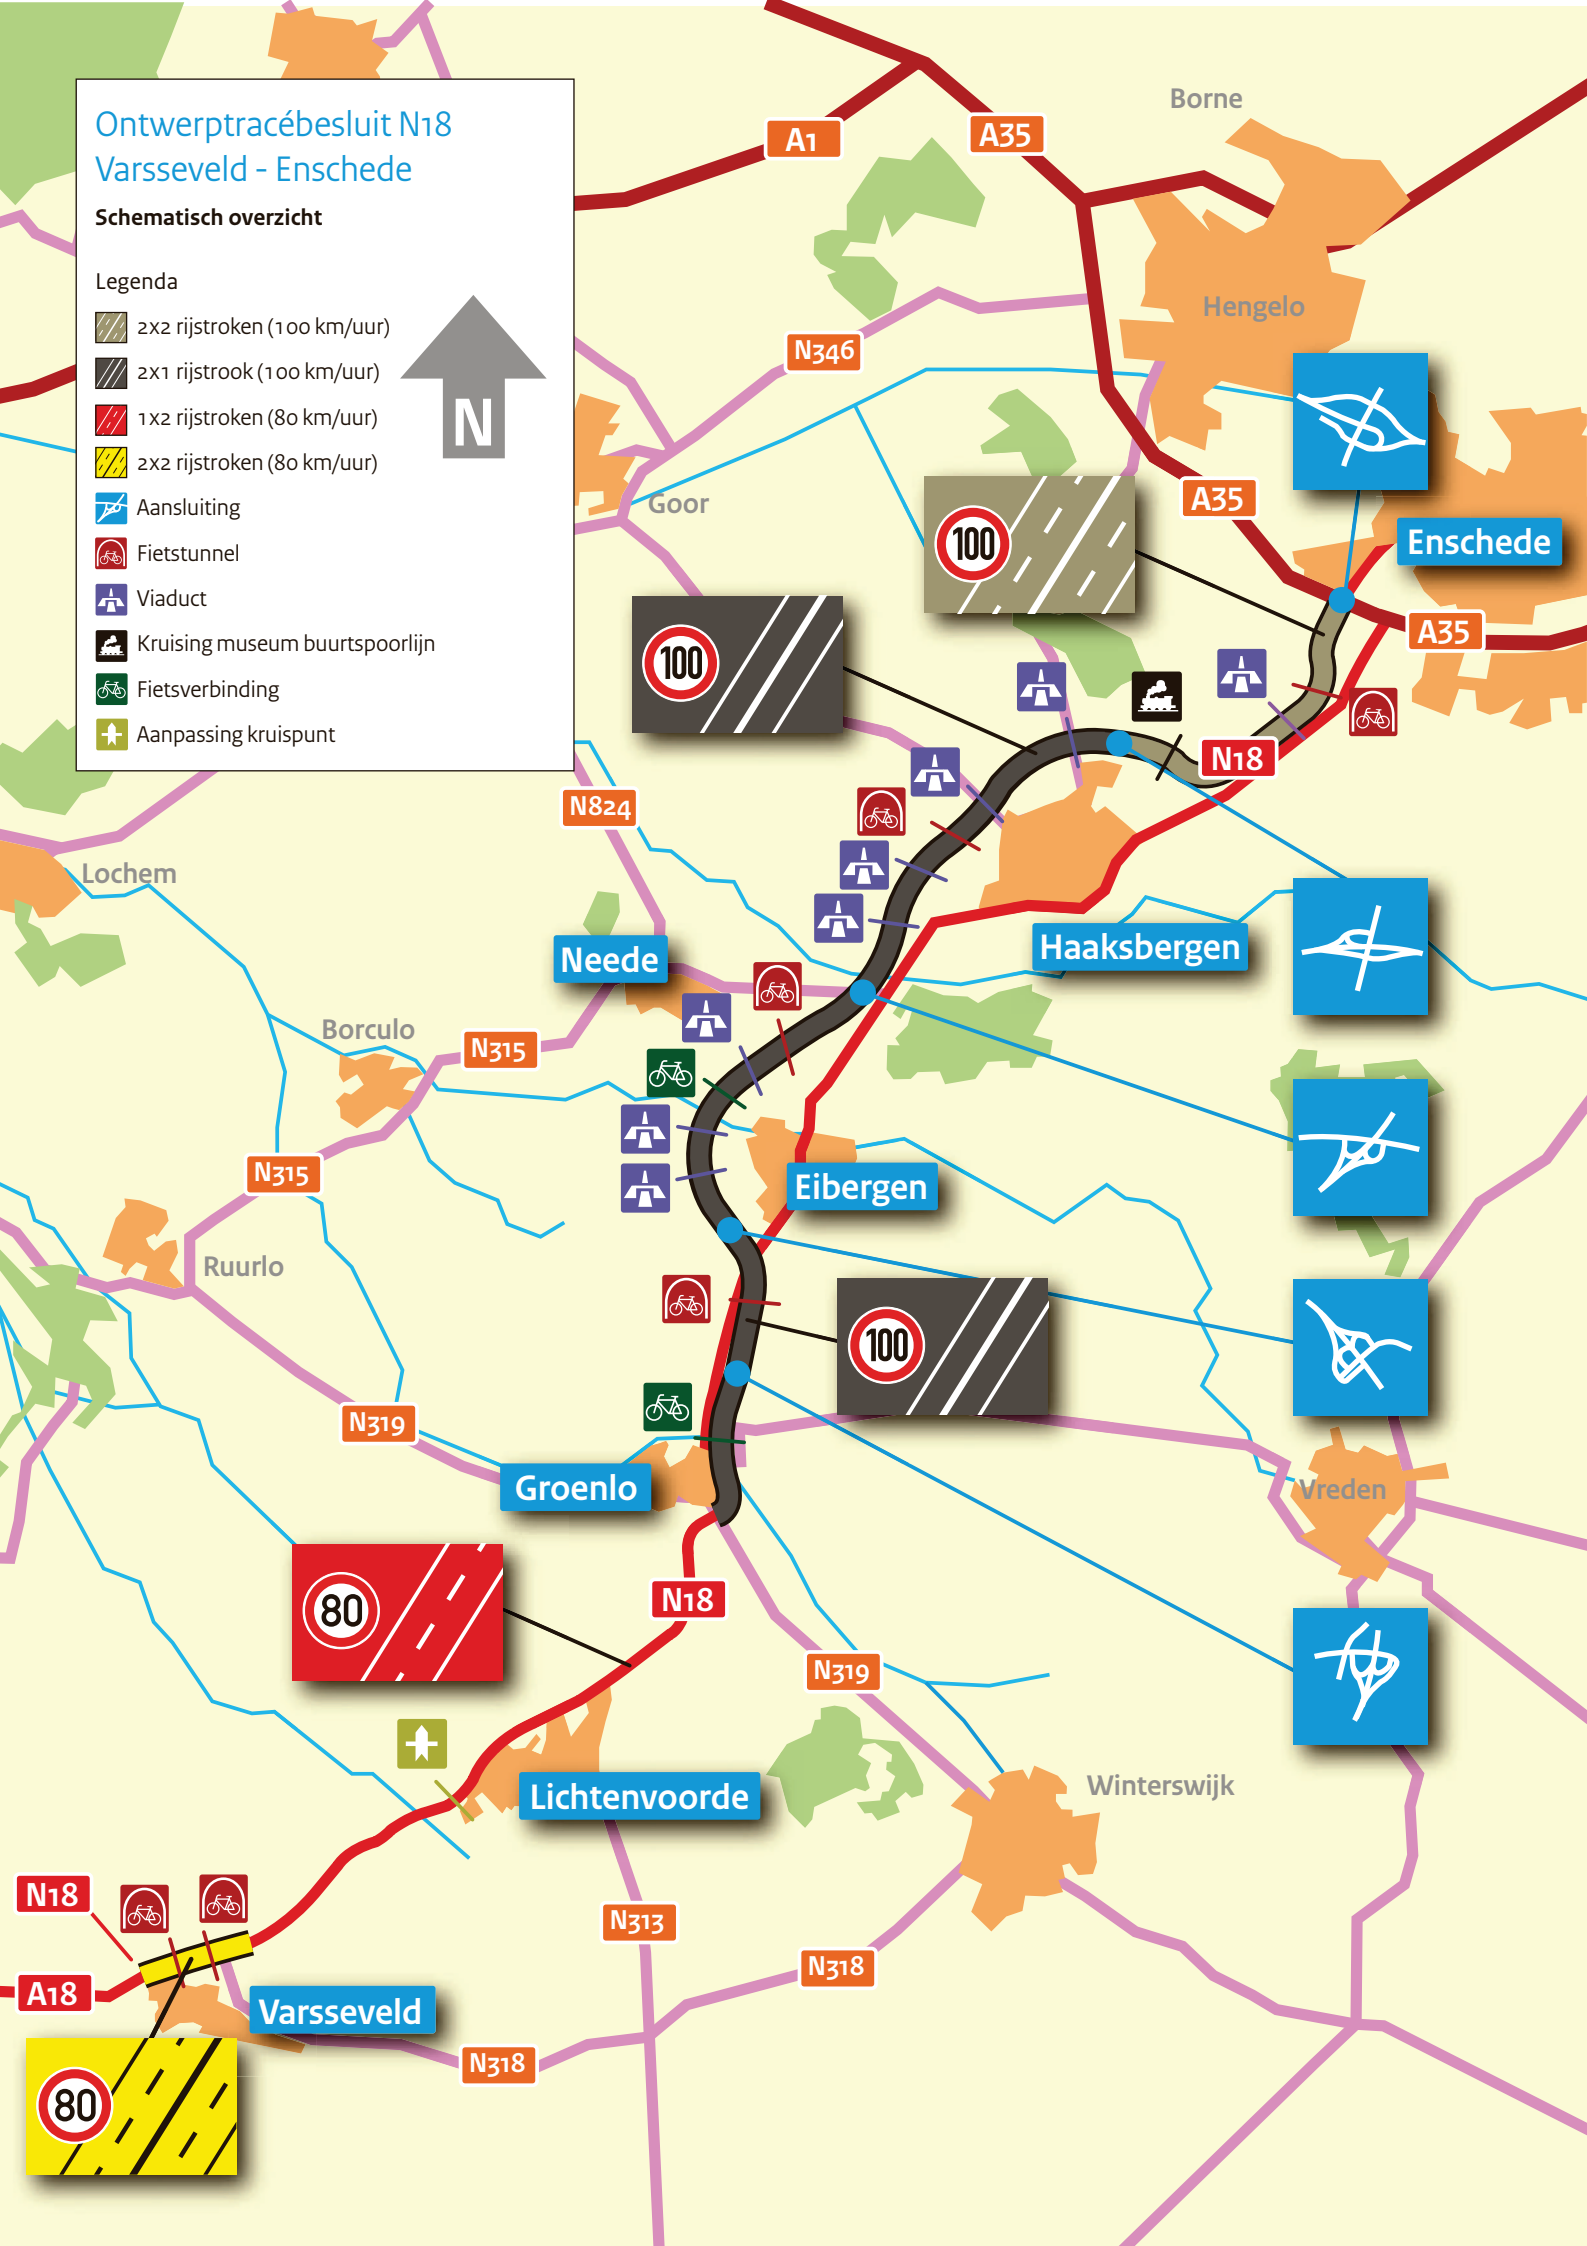 Ontwerptracébesluit N18
Varsseveld - Enschede
Schematisch overzicht
Legenda
2x2 rijstroken (100 km/uur)
2x1 rijstrook (100 km/uur)
1x2 rijstroken (80 km/uur)
2x2 rijstroken (80 km/uur)
Aansluiting
Fietstunnel
Viaduct
Kruising museum buurtspoorlijn
Fietsverbinding
Aanpassing kruispunt
N
Borne
A1
A35
Hengelo
N346
Goor
A35
100
Enschede
A35
100
N18
N824
Lochem
Haaksbergen
Neede
Borculo
N315
N315
Eibergen
Ruurlo
100
N319
Groenlo
Vreden
80
N18
N319
Winterswijk
Lichtenvoorde
N18
N313
N318
A18
Varsseveld
N318
80